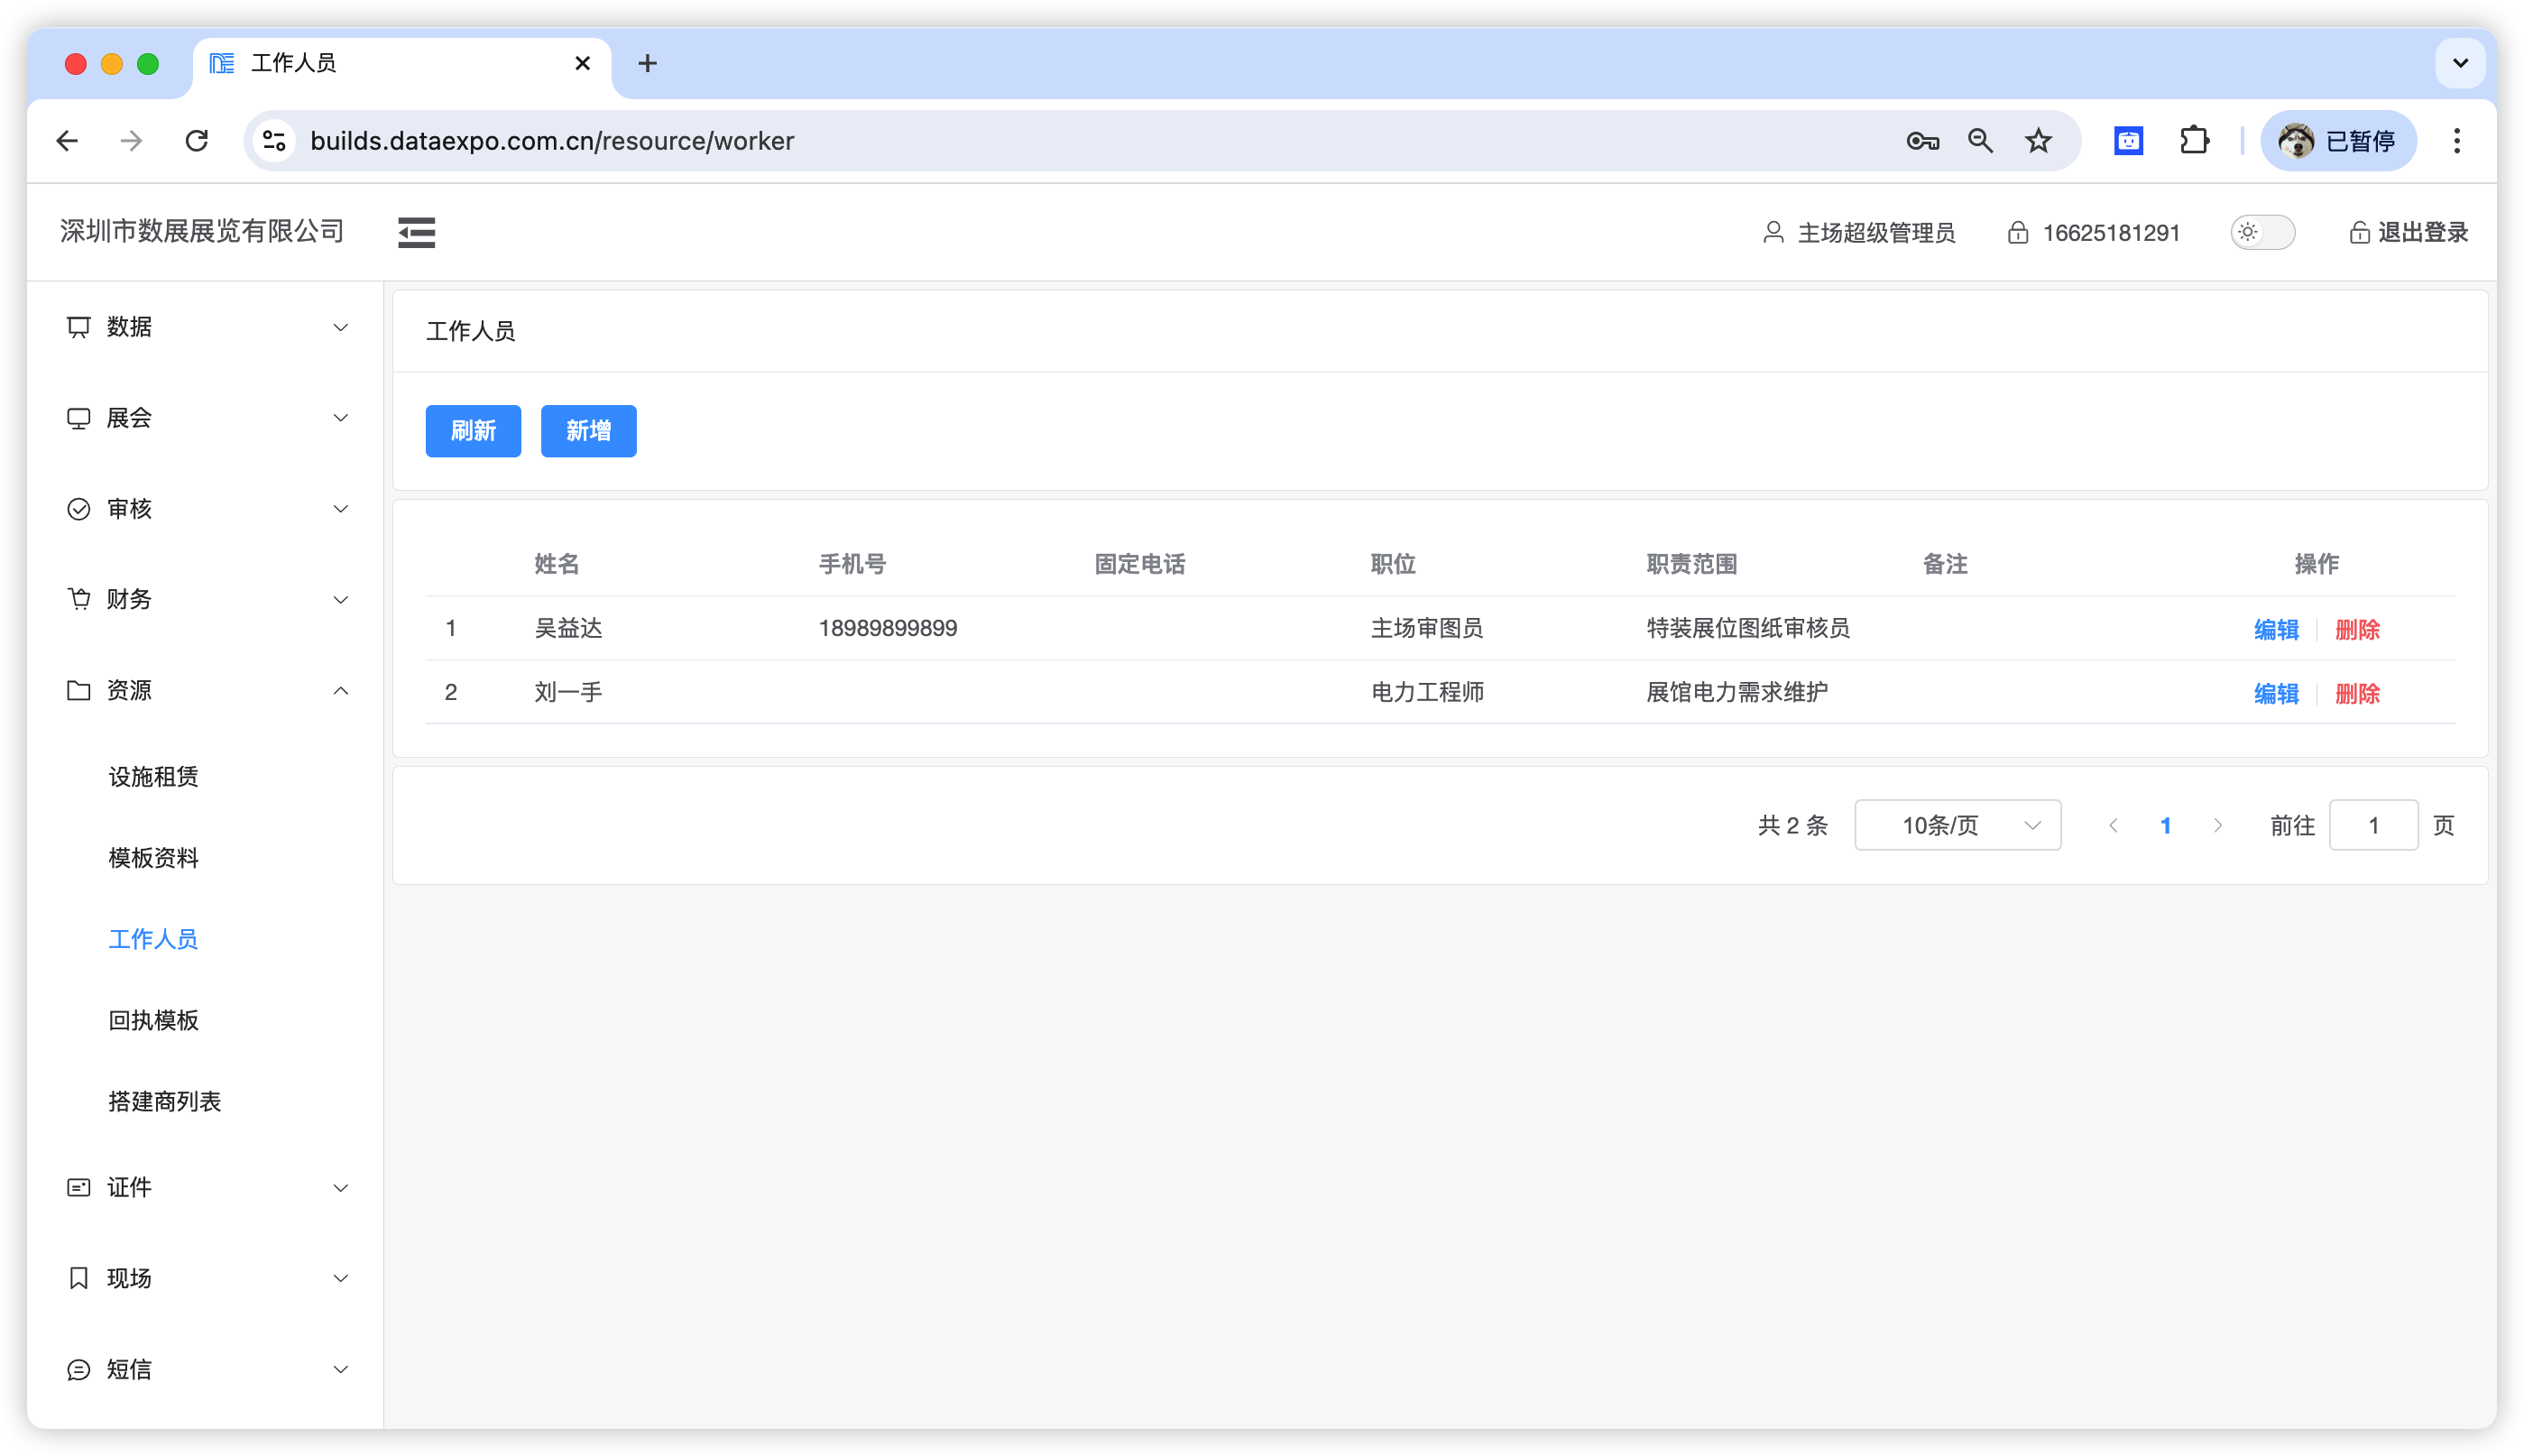 工作人员
builds.dataexpo.com.cn/resource/worker
已暂停
深圳市数展展览有限公司
主场超级管理员
16625181291
退出登录
数据
展会
审核
财务
资源
设施租赁
模板资料
工作人员
回执模板
搭建商列表
证件
现场
短信
工作人员
刷新 新增
姓名 手机号 固定电话 职位 职责范围 备注 操作
1 吴益达 18989899899 主场审图员 特装展位图纸审核员 编辑 删除
2 刘一手 电力工程师 展馆电力需求维护 编辑 删除
共 2 条 10条/页 1 前往 1 页